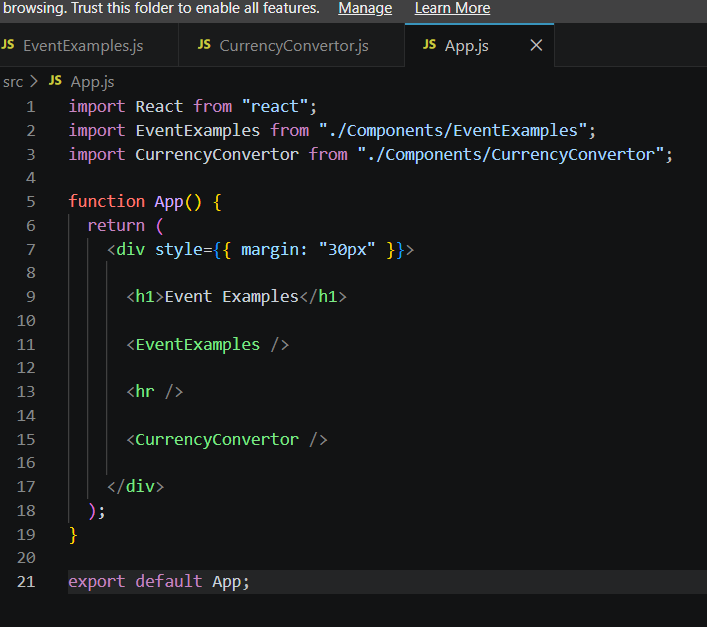 browsing. Trust this folder to enable all features. Manage Learn More
JS EventExamples.js JS CurrencyConvertor.js JS App.js ×
src > JS App.js
1 import React from "react";
2 import EventExamples from "./Components/EventExamples";
3 import CurrencyConvertor from "./Components/CurrencyConvertor";
4
5 function App() {
6 return (
7 <div style={{ margin: "30px" }}>
8
9 <h1>Event Examples</h1>
10
11 <EventExamples />
12
13 <hr />
14
15 <CurrencyConvertor />
16
17 </div>
18 );
19 }
20
21 export default App;